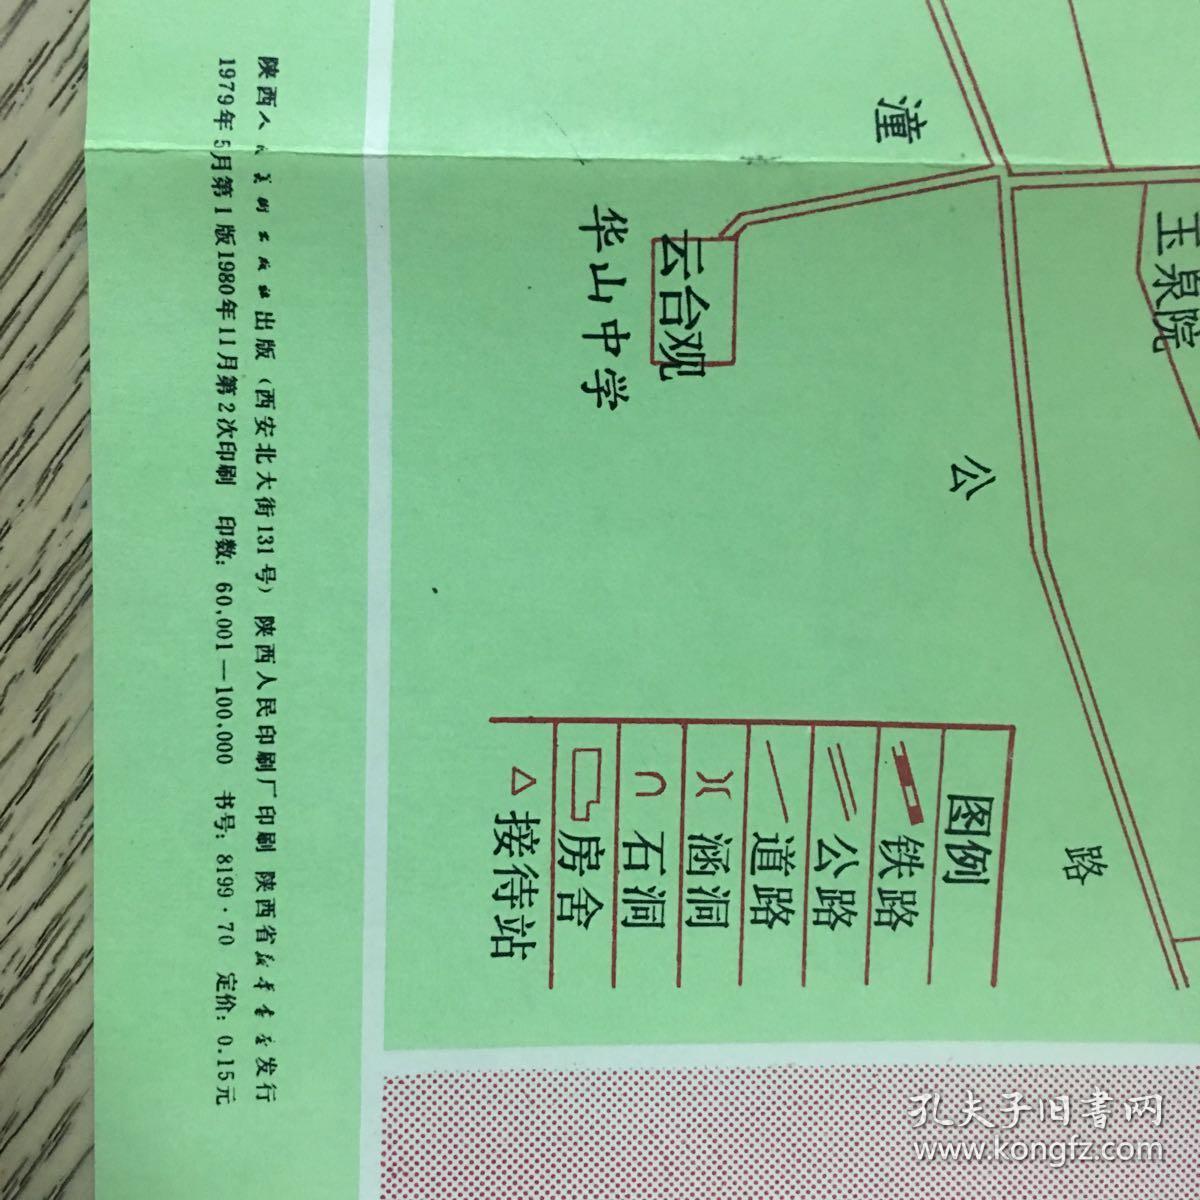 潼
公
路
玉泉院
云台观
华山中学
图例
铁路
公路
道路
涵洞
石洞
房舍
接待站
陕西人民美术出版社出版（西安北大街131号） 陕西人民印刷厂印刷 陕西省新华书店发行
1979年5月第1版1980年11月第2次印刷 印数：60,001—100,000 书号：8199·70 定价：0.15元
孔夫子旧书网
www.kongfz.com